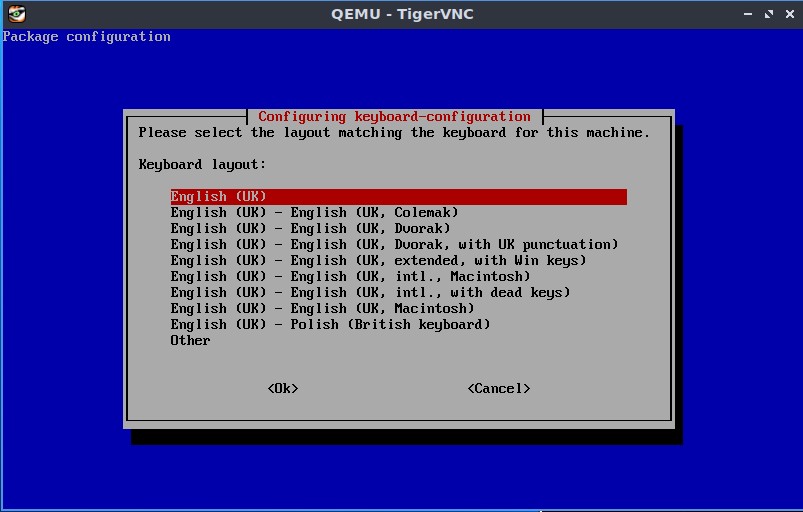 QEMU - TigerVNC
Package configuration
Configuring keyboard-configuration
Please select the layout matching the keyboard for this machine.
Keyboard layout:
English (UK)
English (UK) - English (UK, Colemak)
English (UK) - English (UK, Dvorak)
English (UK) - English (UK, Dvorak, with UK punctuation)
English (UK) - English (UK, extended, with Win keys)
English (UK) - English (UK, intl., Macintosh)
English (UK) - English (UK, intl., with dead keys)
English (UK) - English (UK, Macintosh)
English (UK) - Polish (British keyboard)
Other
<Ok> <Cancel>